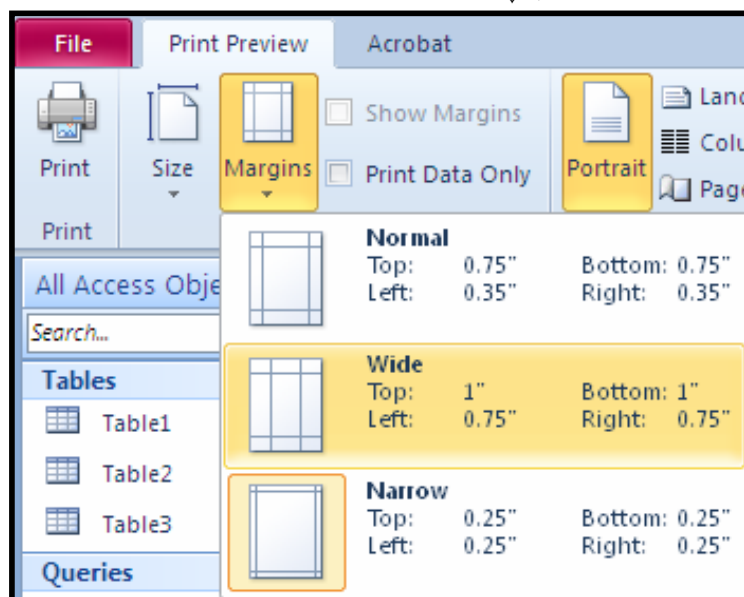 File Print Preview Acrobat
Show Margins
Print Data Only
Print Size Margins Portrait
Print
Normal
Top: 0.75" Bottom: 0.75"
Left: 0.35" Right: 0.35"
Wide
Top: 1" Bottom: 1"
Left: 0.75" Right: 0.75"
Narrow
Top: 0.25" Bottom: 0.25"
Left: 0.25" Right: 0.25"
All Access Obje
Search...
Tables
Table1
Table2
Table3
Queries